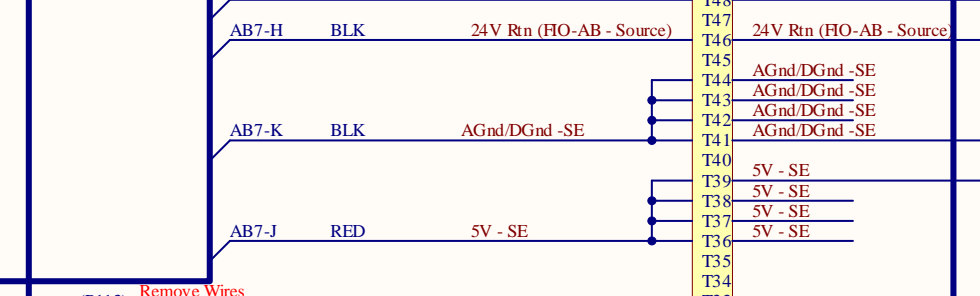 T48
T47
AB7-H BLK 24V Rtn (FIO-AB - Source) T46 24V Rtn (FIO-AB - Source)
T45
T44 AGnd/DGnd -SE
T43 AGnd/DGnd -SE
T42 AGnd/DGnd -SE
AB7-K BLK AGnd/DGnd -SE T41 AGnd/DGnd -SE
T40
T39 5V - SE
T38 5V - SE
T37 5V - SE
AB7-J RED 5V - SE T36 5V - SE
T35
T34
Remove Wires